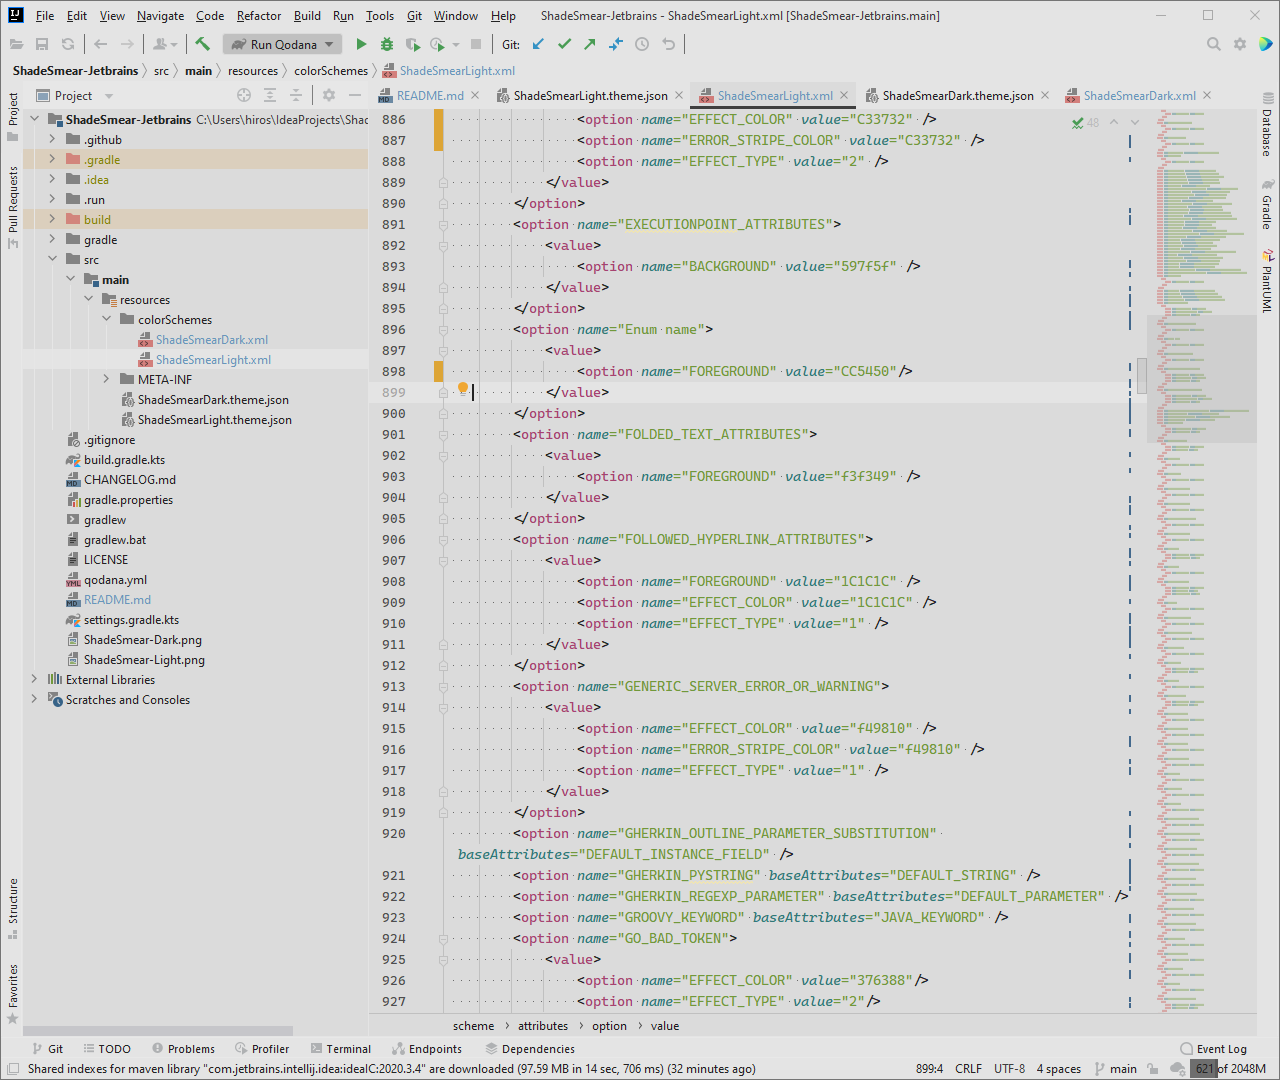 File Edit View Navigate Code Refactor Build Run Tools Git Window Help ShadeSmear-Jetbrains - ShadeSmearLight.xml [ShadeSmear-Jetbrains.main]
Run Qodana Git:
ShadeSmear-Jetbrains src main resources colorSchemes ShadeSmearLight.xml
Project
Pull Requests
Structure
Favorites
Project
ShadeSmear-Jetbrains C:\Users\hiros\IdeaProjects\Shad
.github
.gradle
.idea
.run
build
gradle
src
main
resources
colorSchemes
ShadeSmearDark.xml
ShadeSmearLight.xml
META-INF
ShadeSmearDark.theme.json
ShadeSmearLight.theme.json
.gitignore
build.gradle.kts
CHANGELOG.md
gradle.properties
gradlew
gradlew.bat
LICENSE
qodana.yml
README.md
settings.gradle.kts
ShadeSmear-Dark.png
ShadeSmear-Light.png
External Libraries
Scratches and Consoles
README.md ShadeSmearLight.theme.json ShadeSmearLight.xml ShadeSmearDark.theme.json ShadeSmearDark.xml
48
886 <option name="EFFECT_COLOR" value="C33732" />
887 <option name="ERROR_STRIPE_COLOR" value="C33732" />
888 <option name="EFFECT_TYPE" value="2" />
889 </value>
890 </option>
891 <option name="EXECUTIONPOINT_ATTRIBUTES">
892 <value>
893 <option name="BACKGROUND" value="597f5f" />
894 </value>
895 </option>
896 <option name="Enum name">
897 <value>
898 <option name="FOREGROUND" value="CC5450"/>
899 </value>
900 </option>
901 <option name="FOLDED_TEXT_ATTRIBUTES">
902 <value>
903 <option name="FOREGROUND" value="f3f349" />
904 </value>
905 </option>
906 <option name="FOLLOWED_HYPERLINK_ATTRIBUTES">
907 <value>
908 <option name="FOREGROUND" value="1C1C1C" />
909 <option name="EFFECT_COLOR" value="1C1C1C" />
910 <option name="EFFECT_TYPE" value="1" />
911 </value>
912 </option>
913 <option name="GENERIC_SERVER_ERROR_OR_WARNING">
914 <value>
915 <option name="EFFECT_COLOR" value="f49810" />
916 <option name="ERROR_STRIPE_COLOR" value="f49810" />
917 <option name="EFFECT_TYPE" value="1" />
918 </value>
919 </option>
920 <option name="GHERKIN_OUTLINE_PARAMETER_SUBSTITUTION"
baseAttributes="DEFAULT_INSTANCE_FIELD" />
921 <option name="GHERKIN_PYSTRING" baseAttributes="DEFAULT_STRING" />
922 <option name="GHERKIN_REGEXP_PARAMETER" baseAttributes="DEFAULT_PARAMETER" />
923 <option name="GROOVY_KEYWORD" baseAttributes="JAVA_KEYWORD" />
924 <option name="GO_BAD_TOKEN">
925 <value>
926 <option name="EFFECT_COLOR" value="376388"/>
927 <option name="EFFECT_TYPE" value="2"/>
Database
Gradle
PlantUML
scheme attributes option value
Git TODO Problems Profiler Terminal Endpoints Dependencies Event Log
Shared indexes for maven library "com.jetbrains.intellij.idea:ideaIC:2020.3.4" are downloaded (97.59 MB in 14 sec, 706 ms) (32 minutes ago) 899:4 CRLF UTF-8 4 spaces main 621 of 2048M